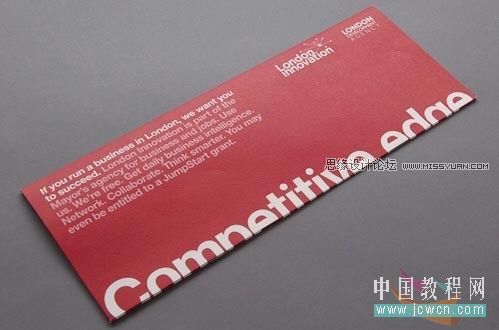 London
Innovation
LONDON
DEVELOPMENT
AGENCY
If you run a business in London, we want you
to succeed. London Innovation is part of the
Mayor's agency for business and jobs. Use
us. We're free. Get daily business intelligence.
Network. Collaborate. Think smarter. You may
even be entitled to a JumpStart grant.
Competitive edge
思缘设计论坛 WWW.MISSYUAN.COM
中国教程网
www.jcwcn.com